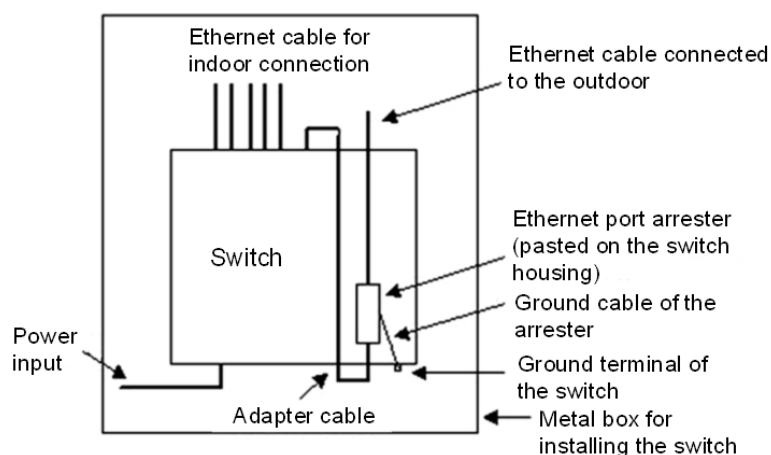 Ethernet cable for
indoor connection
Ethernet cable connected
to the outdoor
Ethernet port arrester
(pasted on the switch
housing)
Switch
Ground cable of the
arrester
Power
input
Ground terminal of
the switch
Adapter cable
Metal box for
installing the switch